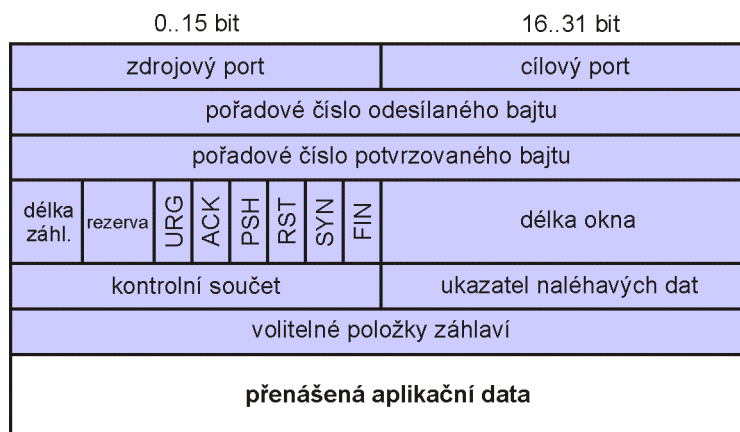 0..15 bit 16..31 bit
zdrojový port cílový port
pořadové číslo odesílaného bajtu
pořadové číslo potvrzovaného bajtu
délka záhl. rezerva URG ACK PSH RST SYN FIN délka okna
kontrolní součet ukazatel naléhavých dat
volitelné položky záhlaví
přenášená aplikační data